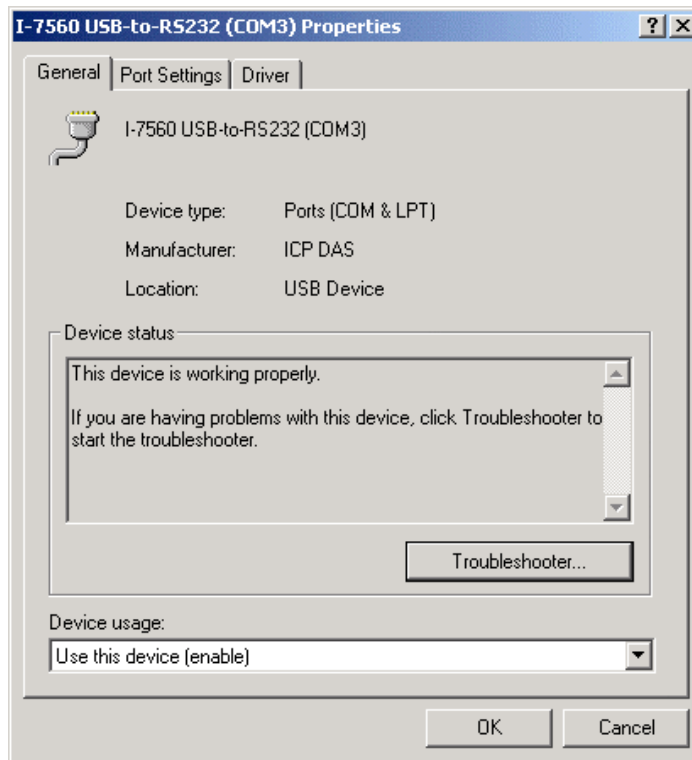 I-7560 USB-to-RS232 (COM3) Properties
General Port Settings Driver
I-7560 USB-to-RS232 (COM3)
Device type: Ports (COM & LPT)
Manufacturer: ICP DAS
Location: USB Device
Device status
This device is working properly.
If you are having problems with this device, click Troubleshooter to
start the troubleshooter.
Troubleshooter...
Device usage:
Use this device (enable)
OK Cancel